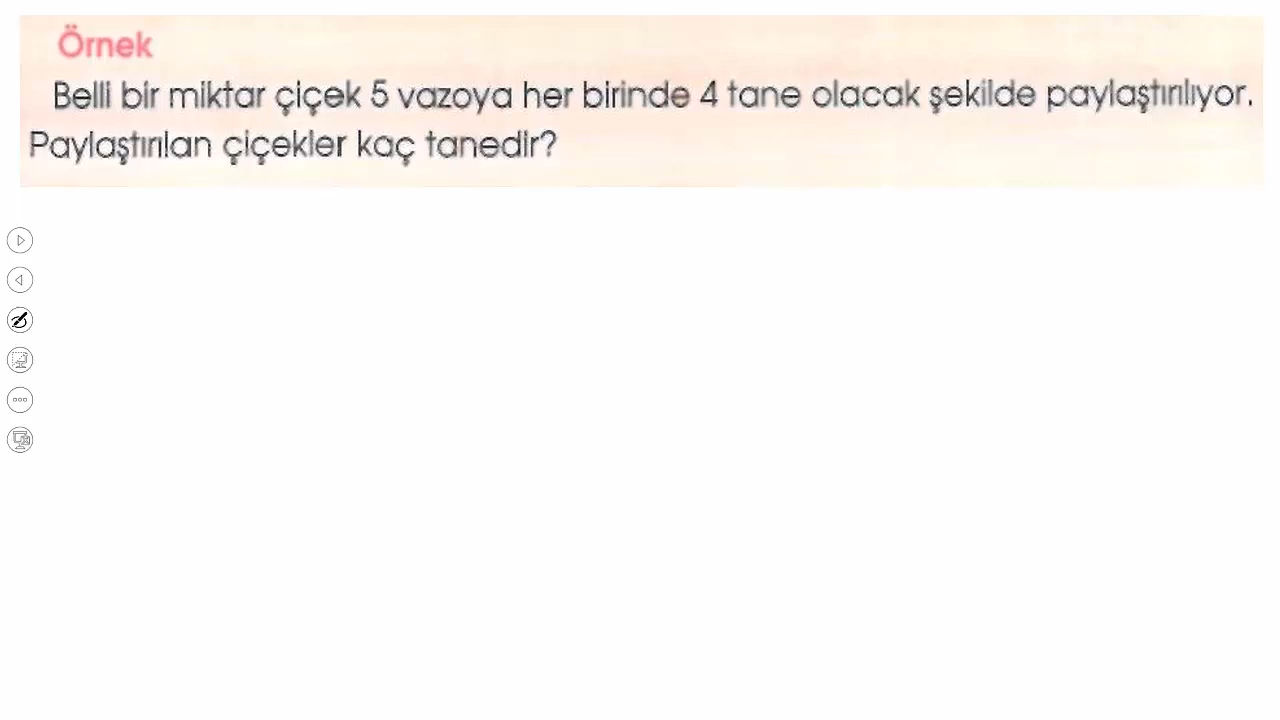 Örnek
Belli bir miktar çiçek 5 vazoya her birinde 4 tane olacak şekilde paylaştırılıyor.
Paylaştırılan çiçekler kaç tanedir?